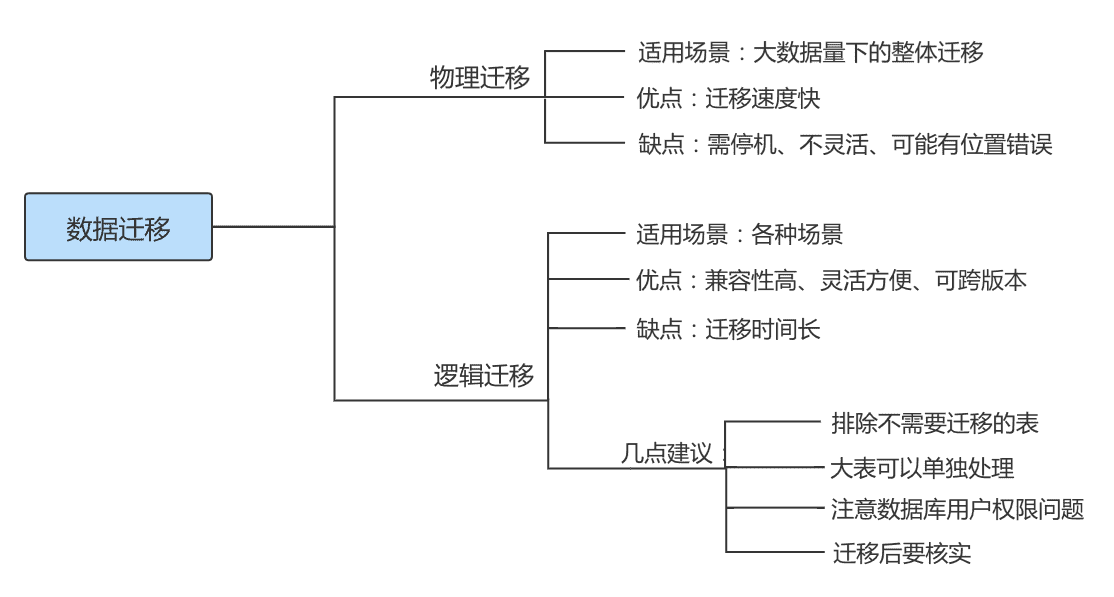 数据迁移
物理迁移
适用场景：大数据量下的整体迁移
优点：迁移速度快
缺点：需停机、不灵活、可能有位置错误
逻辑迁移
适用场景：各种场景
优点：兼容性高、灵活方便、可跨版本
缺点：迁移时间长
几点建议：
排除不需要迁移的表
大表可以单独处理
注意数据库用户权限问题
迁移后要核实